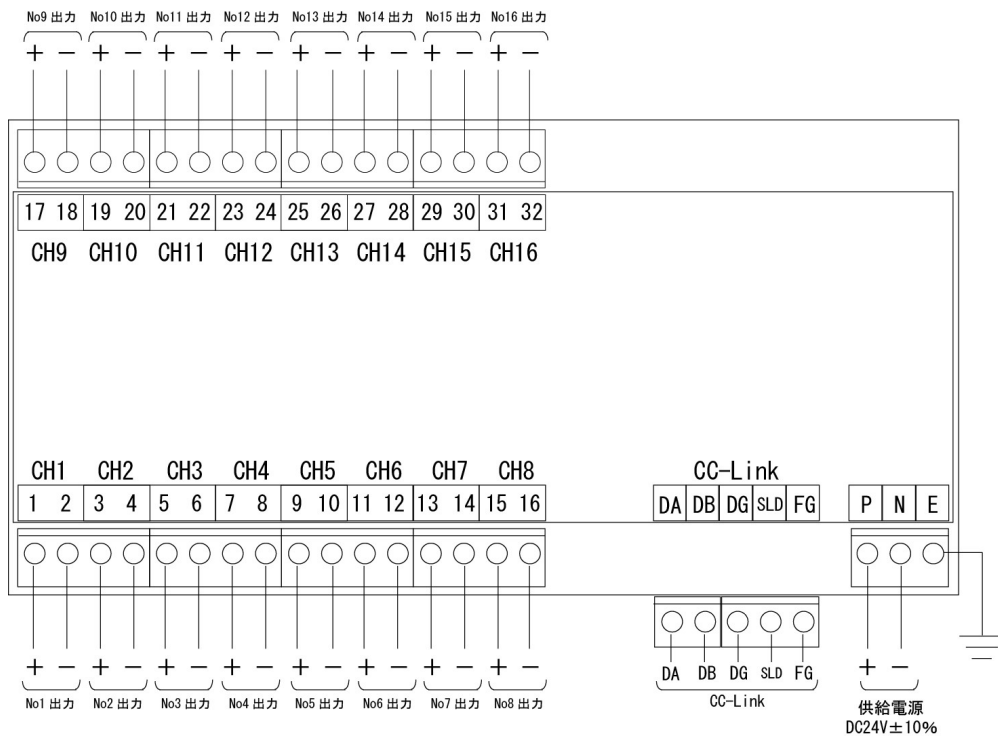 No9 出力 No10 出力 No11 出力 No12 出力 No13 出力 No14 出力 No15 出力 No16 出力
+ − + − + − + − + − + − + − + −
17 18 19 20 21 22 23 24 25 26 27 28 29 30 31 32
CH9 CH10 CH11 CH12 CH13 CH14 CH15 CH16
CH1 CH2 CH3 CH4 CH5 CH6 CH7 CH8 CC-Link
1 2 3 4 5 6 7 8 9 10 11 12 13 14 15 16 DA DB DG SLD FG P N E
+ − + − + − + − + − + − + − + − DA DB DG SLD FG + −
No1 出力 No2 出力 No3 出力 No4 出力 No5 出力 No6 出力 No7 出力 No8 出力 CC-Link 供給電源
DC24V±10%